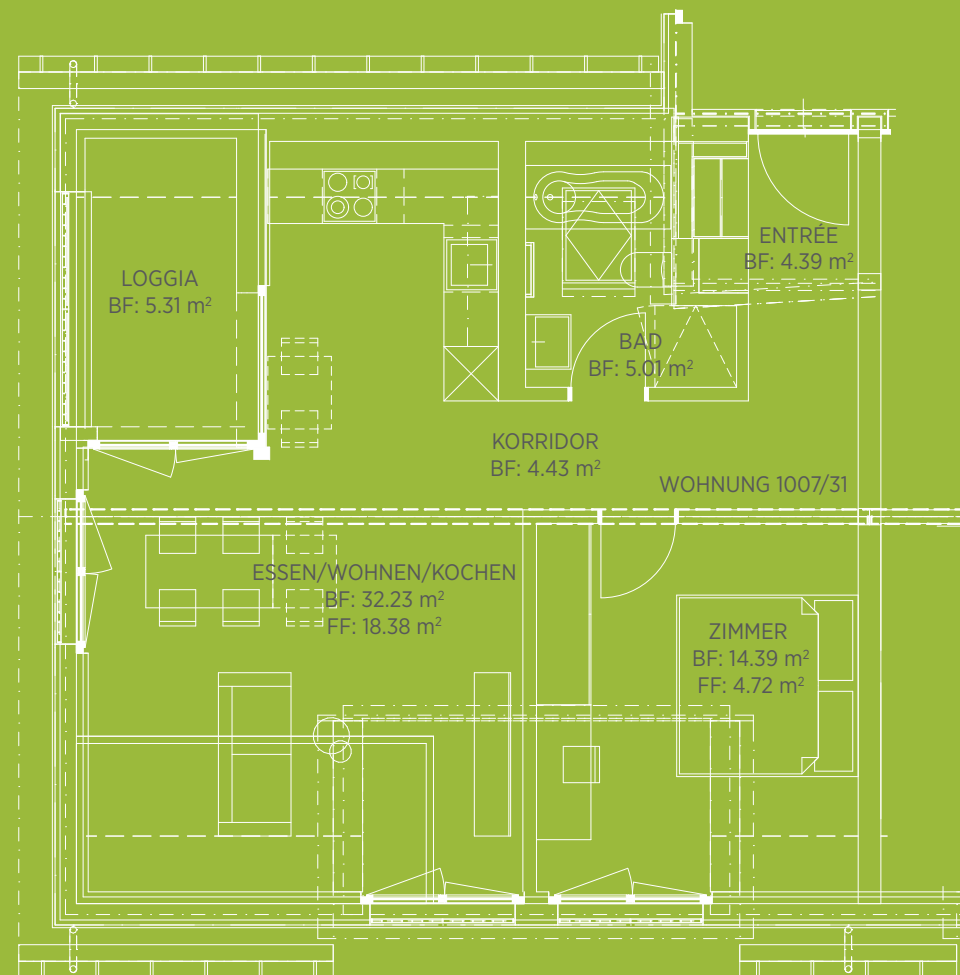 ENTRÉE
BF: 4.39 m²
LOGGIA
BF: 5.31 m²
BAD
BF: 5.01 m²
KORRIDOR
BF: 4.43 m²
WOHNUNG 1007/31
ESSEN/WOHNEN/KOCHEN
BF: 32.23 m²
FF: 18.38 m²
ZIMMER
BF: 14.39 m²
FF: 4.72 m²